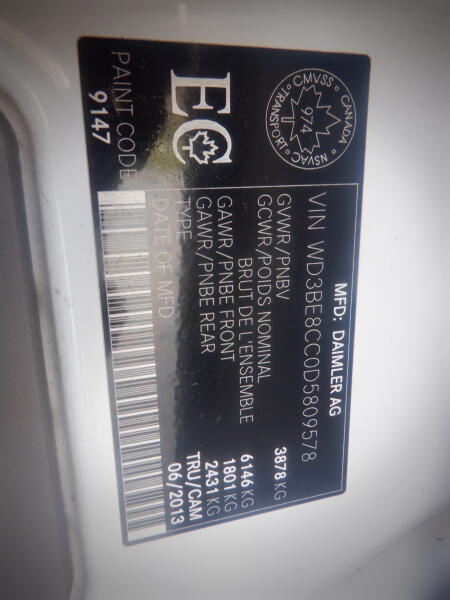 MFD: DAIMLER AG
VIN WD3BE8CC0D5809578
GVWR/PNBV 3878 KG
GCWR/POIDS NOMINAL
BRUT DE L'ENSEMBLE 6146 KG
GAWR/PNBE FRONT 1801 KG
GAWR/PNBE REAR 2431 KG
TYPE TRU/CAM
DATE OF MFD 06/2013
CANADA
CMVSS
974
NSVAC
TRANSPORT
EC
PAINT CODE
9147